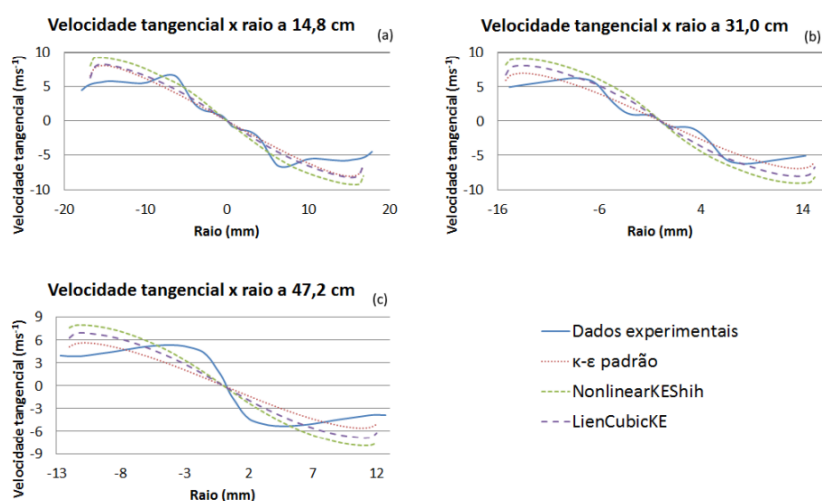 Velocidade tangencial x raio a 14,8 cm
(a)
Velocidade tangencial (ms⁻¹)
10
5
0
-5
-10
-20
-10
0
10
20
Raio (mm)
Velocidade tangencial x raio a 31,0 cm
(b)
Velocidade tangencial (ms⁻¹)
10
5
0
-5
-10
-16
-6
4
14
Raio (mm)
Velocidade tangencial x raio a 47,2 cm
(c)
Velocidade tangencial (ms⁻¹)
9
6
3
0
-3
-6
-9
-13
-8
-3
2
7
12
Raio (mm)
Dados experimentais
κ-ε padrão
NonlinearKEShih
LienCubicKE